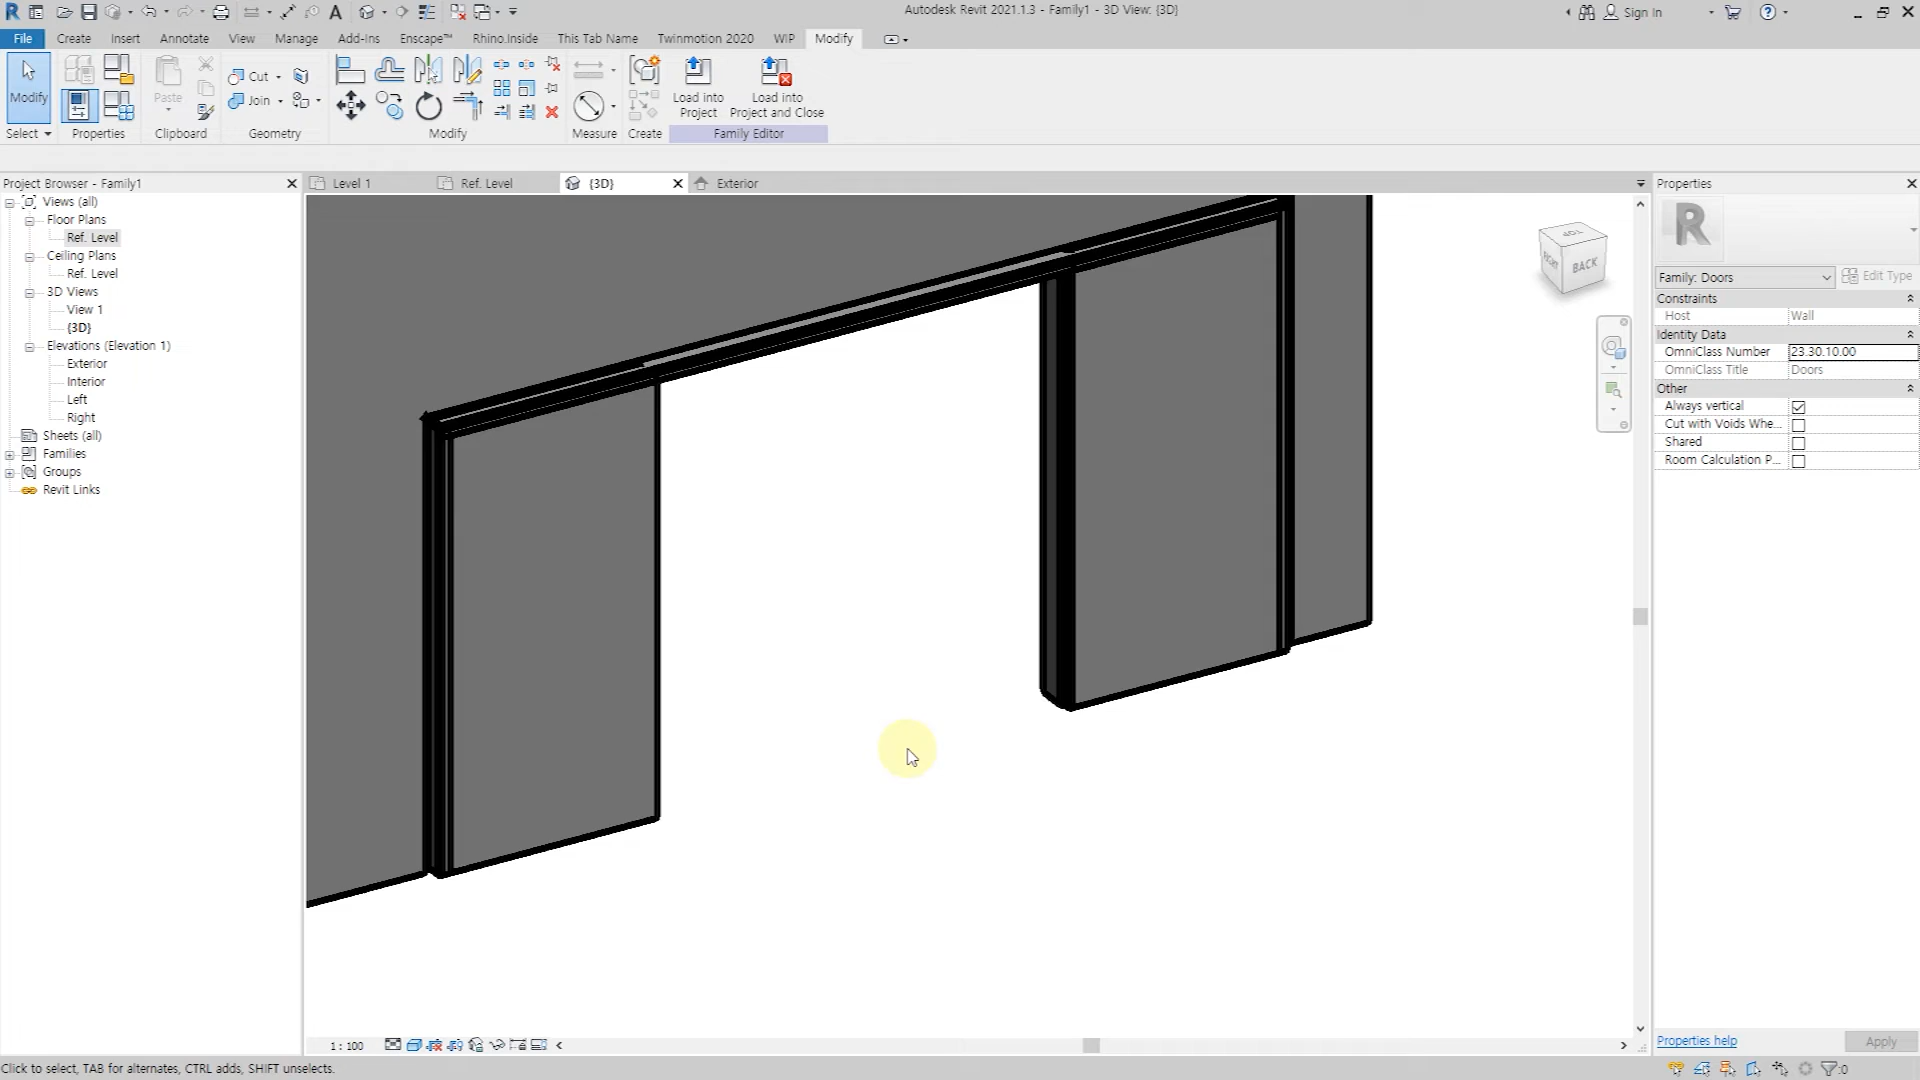 Autodesk Revit 2021.1.3 - Family1 - 3D View: {3D}
Sign In
File Create Insert Annotate View Manage Add-Ins Enscape™ Rhino.Inside This Tab Name Twinmotion 2020 WIP Modify
Modify
Paste
Cut
Join
Load into
Project
Load into
Project and Close
Select Properties Clipboard Geometry Modify Measure Create Family Editor
Project Browser - Family1
Views (all)
Floor Plans
Ref. Level
Ceiling Plans
Ref. Level
3D Views
View 1
{3D}
Elevations (Elevation 1)
Exterior
Interior
Left
Right
Sheets (all)
Families
Groups
Revit Links
Level 1
Ref. Level
{3D}
Exterior
TOP
RIGHT
BACK
Properties
R
Family: Doors
Edit Type
Constraints
Host Wall
Identity Data
OmniClass Number 23.30.10.00
OmniClass Title Doors
Other
Always vertical
Cut with Voids Whe...
Shared
Room Calculation P...
Properties help
Apply
1 : 100
Click to select, TAB for alternates, CTRL adds, SHIFT unselects.
:0